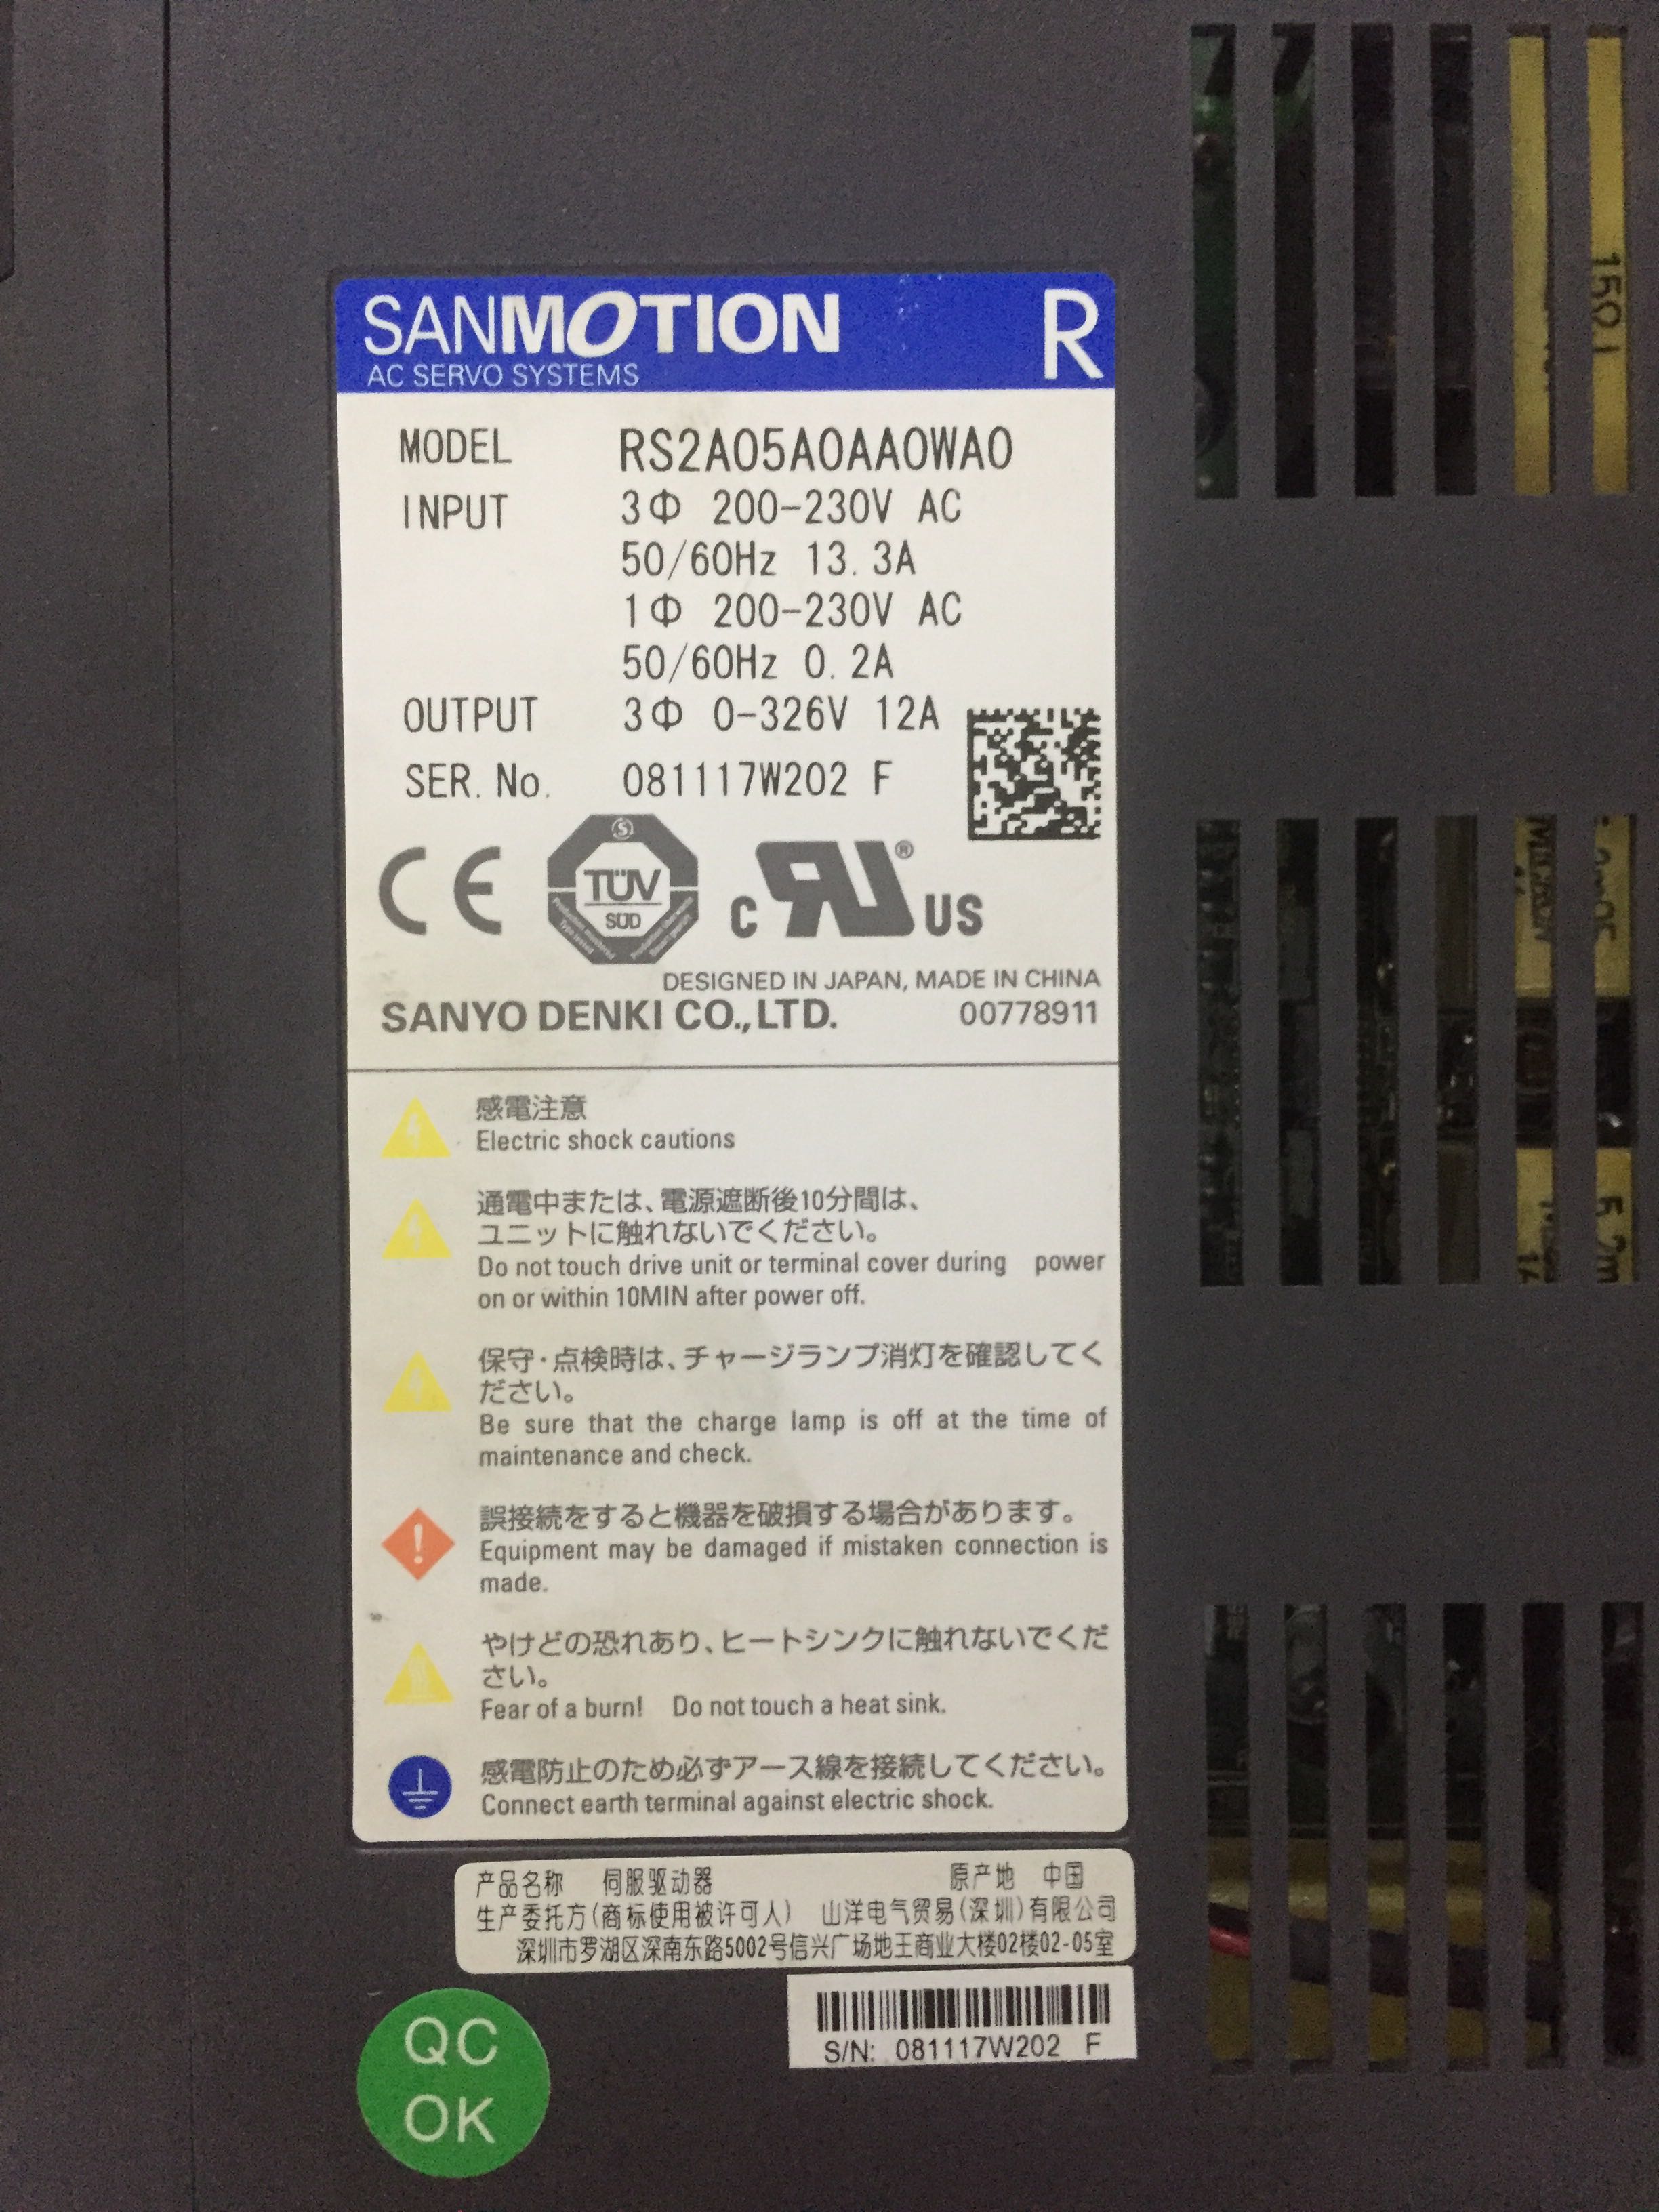 SANMOTION R
AC SERVO SYSTEMS
MODEL RS2A05A0AA0WA0
INPUT 3Φ 200-230V AC
50/60Hz 13.3A
1Φ 200-230V AC
50/60Hz 0.2A
OUTPUT 3Φ 0-326V 12A
SER. No. 081117W202 F
CE TÜV SÜD c RU ® US
DESIGNED IN JAPAN, MADE IN CHINA
SANYO DENKI CO., LTD. 00778911
感電注意
Electric shock cautions
通電中または、電源遮断後10分間は、
ユニットに触れないでください。
Do not touch drive unit or terminal cover during power
on or within 10MIN after power off.
保守・点検時は、チャージランプ消灯を確認してく
ださい。
Be sure that the charge lamp is off at the time of
maintenance and check.
誤接続をすると機器を破損する場合があります。
Equipment may be damaged if mistaken connection is
made.
やけどの恐れあり、ヒートシンクに触れないでくだ
さい。
Fear of a burn! Do not touch a heat sink.
感電防止のため必ずアース線を接続してください。
Connect earth terminal against electric shock.
产品名称 伺服驱动器 原产地 中国
生产委托方(商标使用被许可人) 山洋电气贸易(深圳)有限公司
深圳市罗湖区深南东路5002号信兴广场地王商业大楼02楼02-05室
S/N: 081117W202 F
QC
OK